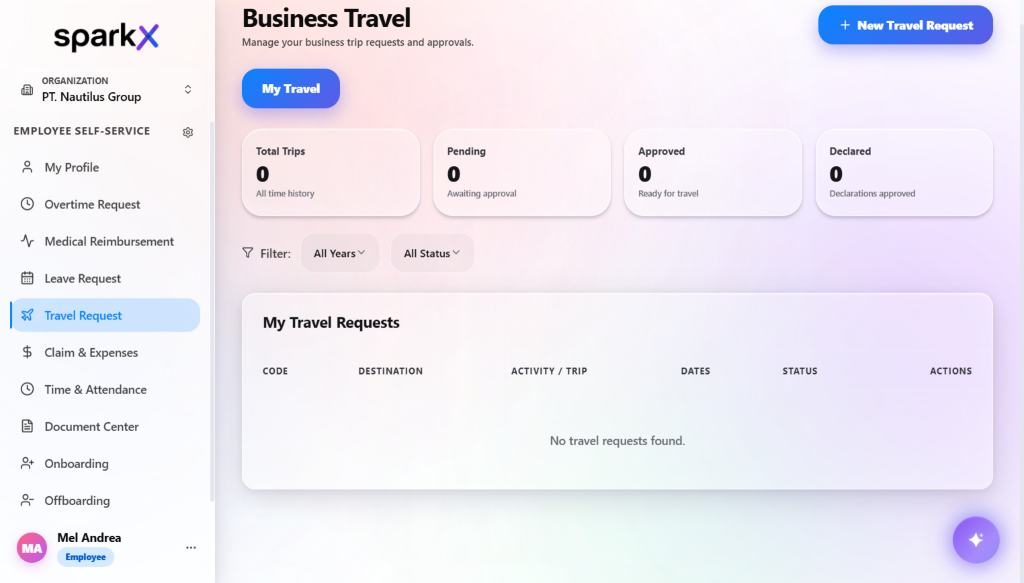 sparkX
ORGANIZATION
PT. Nautilus Group
EMPLOYEE SELF-SERVICE
My Profile
Overtime Request
Medical Reimbursement
Leave Request
Travel Request
Claim & Expenses
Time & Attendance
Document Center
Onboarding
Offboarding
MA
Mel Andrea
Employee
Business Travel
Manage your business trip requests and approvals.
New Travel Request
My Travel
Total Trips
0
All time history
Pending
0
Awaiting approval
Approved
0
Ready for travel
Declared
0
Declarations approved
Filter: All Years All Status
My Travel Requests
CODE DESTINATION ACTIVITY / TRIP DATES STATUS ACTIONS
No travel requests found.